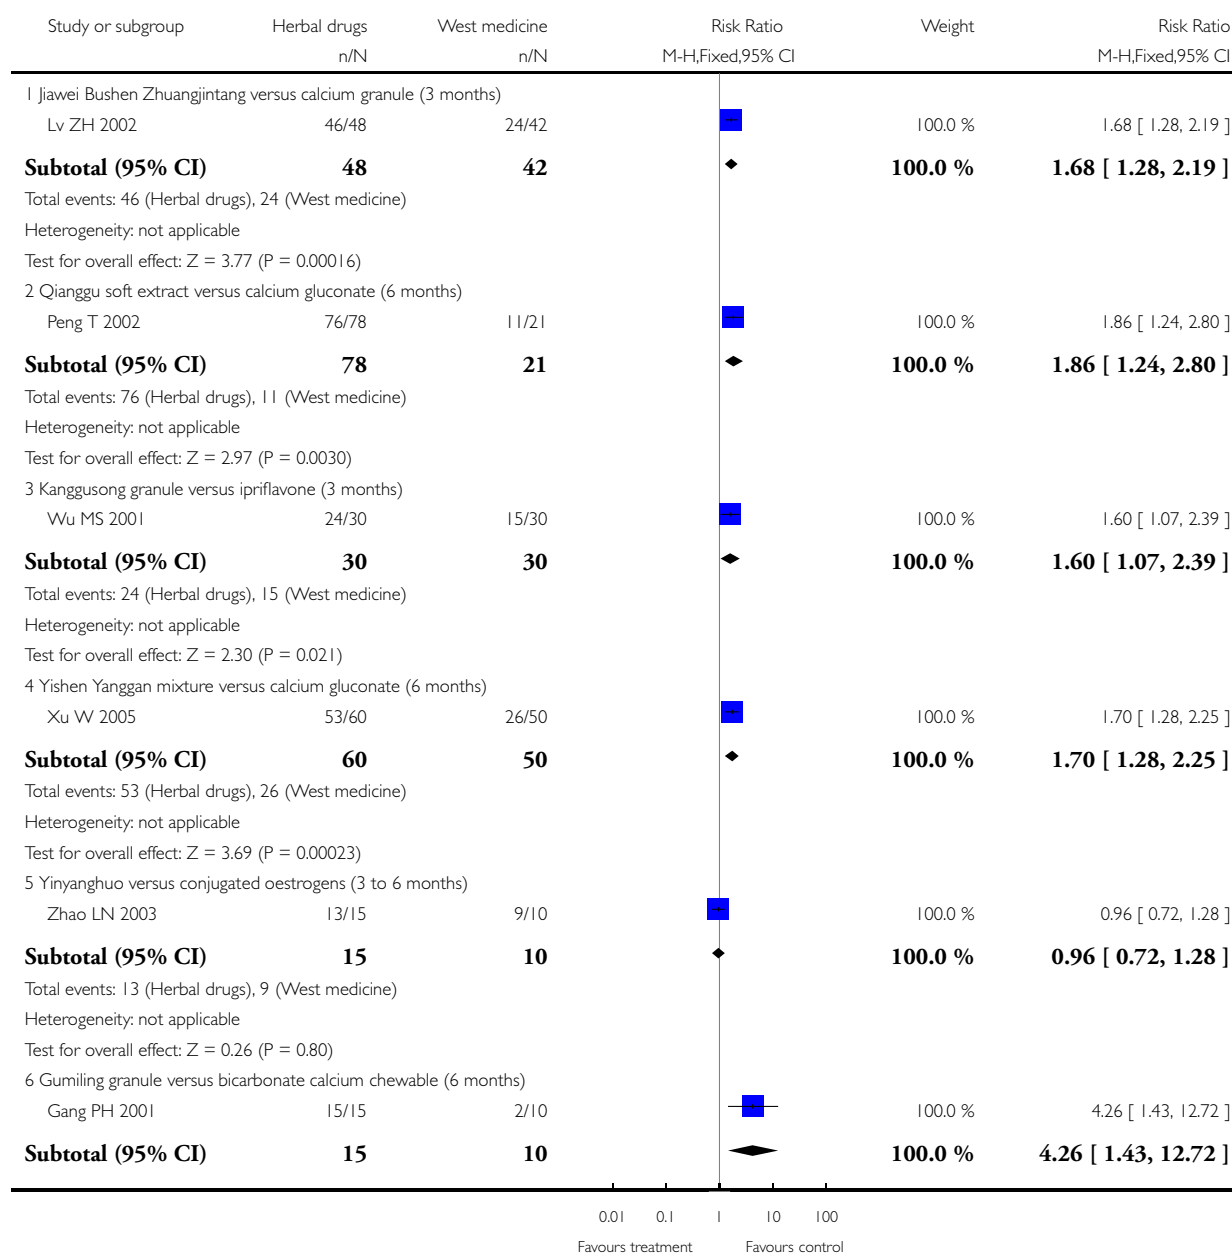 Study or subgroup Herbal drugs West medicine Risk Ratio Weight Risk Ratio
n/N n/N M-H,Fixed,95% CI M-H,Fixed,95% CI
1 Jiawei Bushen Zhuangjintang versus calcium granule (3 months)
Lv ZH 2002 46/48 24/42 100.0 % 1.68 [ 1.28, 2.19 ]
Subtotal (95% CI) 48 42 100.0 % 1.68 [ 1.28, 2.19 ]
Total events: 46 (Herbal drugs), 24 (West medicine)
Heterogeneity: not applicable
Test for overall effect: Z = 3.77 (P = 0.00016)
2 Qianggu soft extract versus calcium gluconate (6 months)
Peng T 2002 76/78 11/21 100.0 % 1.86 [ 1.24, 2.80 ]
Subtotal (95% CI) 78 21 100.0 % 1.86 [ 1.24, 2.80 ]
Total events: 76 (Herbal drugs), 11 (West medicine)
Heterogeneity: not applicable
Test for overall effect: Z = 2.97 (P = 0.0030)
3 Kanggusong granule versus ipriflavone (3 months)
Wu MS 2001 24/30 15/30 100.0 % 1.60 [ 1.07, 2.39 ]
Subtotal (95% CI) 30 30 100.0 % 1.60 [ 1.07, 2.39 ]
Total events: 24 (Herbal drugs), 15 (West medicine)
Heterogeneity: not applicable
Test for overall effect: Z = 2.30 (P = 0.021)
4 Yishen Yanggan mixture versus calcium gluconate (6 months)
Xu W 2005 53/60 26/50 100.0 % 1.70 [ 1.28, 2.25 ]
Subtotal (95% CI) 60 50 100.0 % 1.70 [ 1.28, 2.25 ]
Total events: 53 (Herbal drugs), 26 (West medicine)
Heterogeneity: not applicable
Test for overall effect: Z = 3.69 (P = 0.00023)
5 Yinyanghuo versus conjugated oestrogens (3 to 6 months)
Zhao LN 2003 13/15 9/10 100.0 % 0.96 [ 0.72, 1.28 ]
Subtotal (95% CI) 15 10 100.0 % 0.96 [ 0.72, 1.28 ]
Total events: 13 (Herbal drugs), 9 (West medicine)
Heterogeneity: not applicable
Test for overall effect: Z = 0.26 (P = 0.80)
6 Gumiling granule versus bicarbonate calcium chewable (6 months)
Gang PH 2001 15/15 2/10 100.0 % 4.26 [ 1.43, 12.72 ]
Subtotal (95% CI) 15 10 100.0 % 4.26 [ 1.43, 12.72 ]
0.01 0.1 1 10 100
Favours treatment Favours control